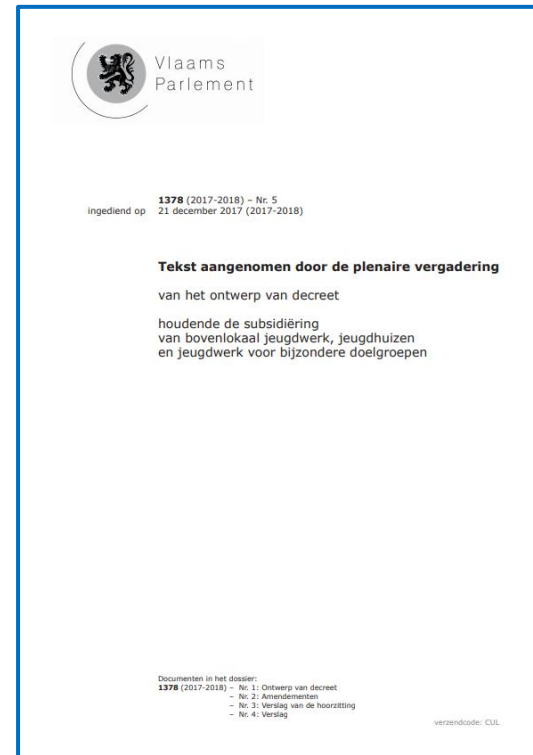 Vlaams
Parlement
1378 (2017-2018) – Nr. 5
ingediend op 21 december 2017 (2017-2018)
Tekst aangenomen door de plenaire vergadering
van het ontwerp van decreet
houdende de subsidiëring
van bovenlokaal jeugdwerk, jeugdhuizen
en jeugdwerk voor bijzondere doelgroepen
Documenten in het dossier:
1378 (2017-2018) – Nr. 1: Ontwerp van decreet
– Nr. 2: Amendementen
– Nr. 3: Verslag van de hoorzitting
– Nr. 4: Verslag
verzendcode: CUL